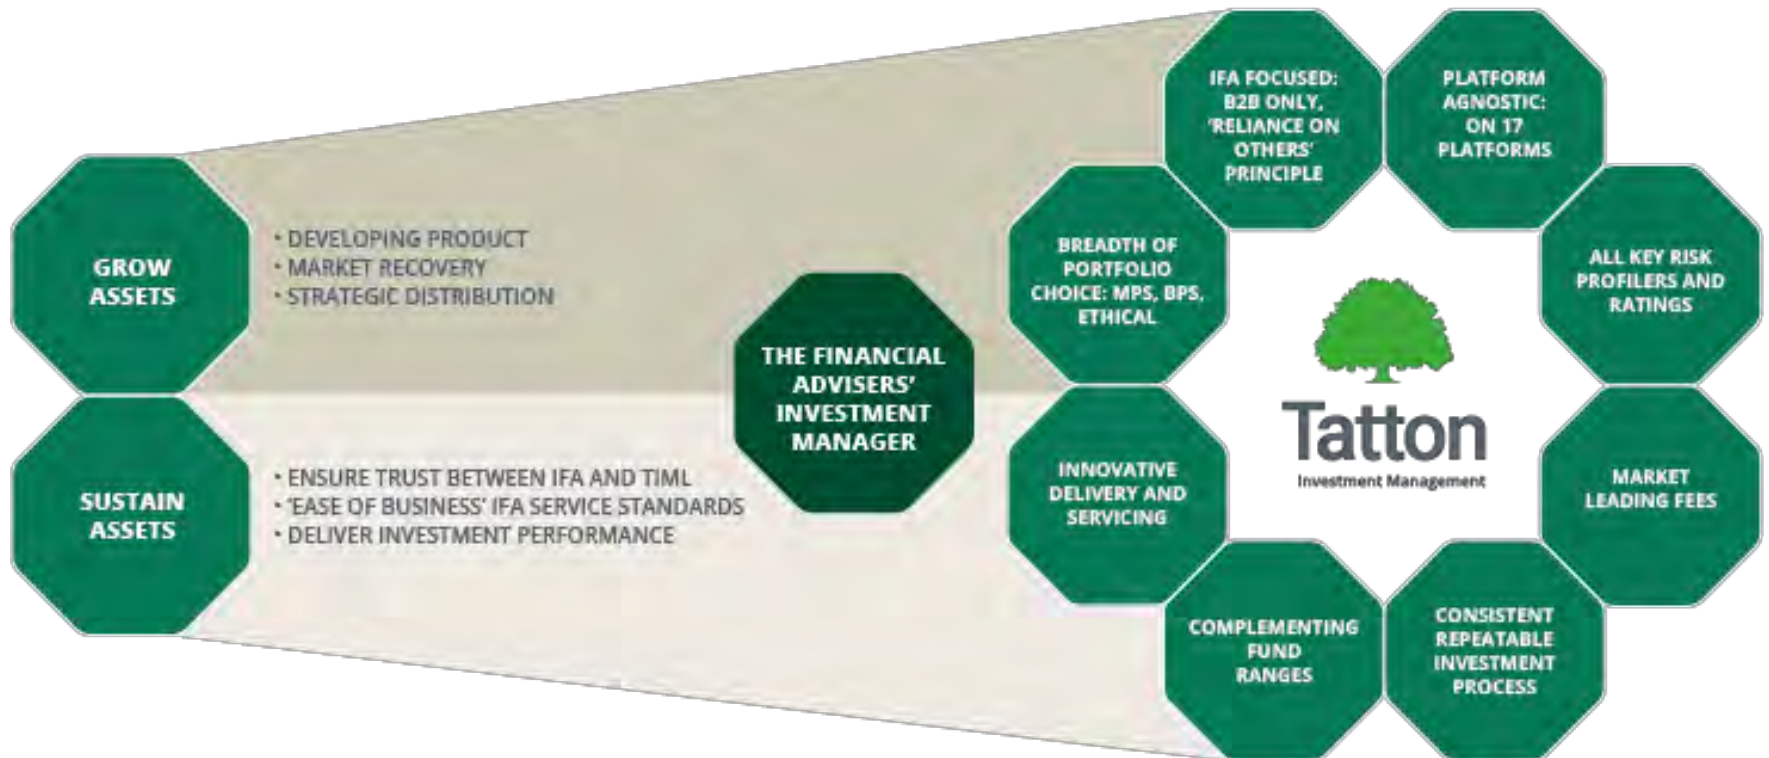 GROW
ASSETS
• DEVELOPING PRODUCT
• MARKET RECOVERY
• STRATEGIC DISTRIBUTION
SUSTAIN
ASSETS
• ENSURE TRUST BETWEEN IFA AND TIML
• ‘EASE OF BUSINESS’ IFA SERVICE STANDARDS
• DELIVER INVESTMENT PERFORMANCE
THE FINANCIAL
ADVISERS’
INVESTMENT
MANAGER
IFA FOCUSED:
B2B ONLY,
‘RELIANCE ON
OTHERS’
PRINCIPLE
PLATFORM
AGNOSTIC:
ON 17
PLATFORMS
BREADTH OF
PORTFOLIO
CHOICE: MPS, BPS,
ETHICAL
ALL KEY RISK
PROFILERS AND
RATINGS
Tatton
Investment Management
INNOVATIVE
DELIVERY AND
SERVICING
MARKET
LEADING FEES
COMPLEMENTING
FUND
RANGES
CONSISTENT
REPEATABLE
INVESTMENT
PROCESS